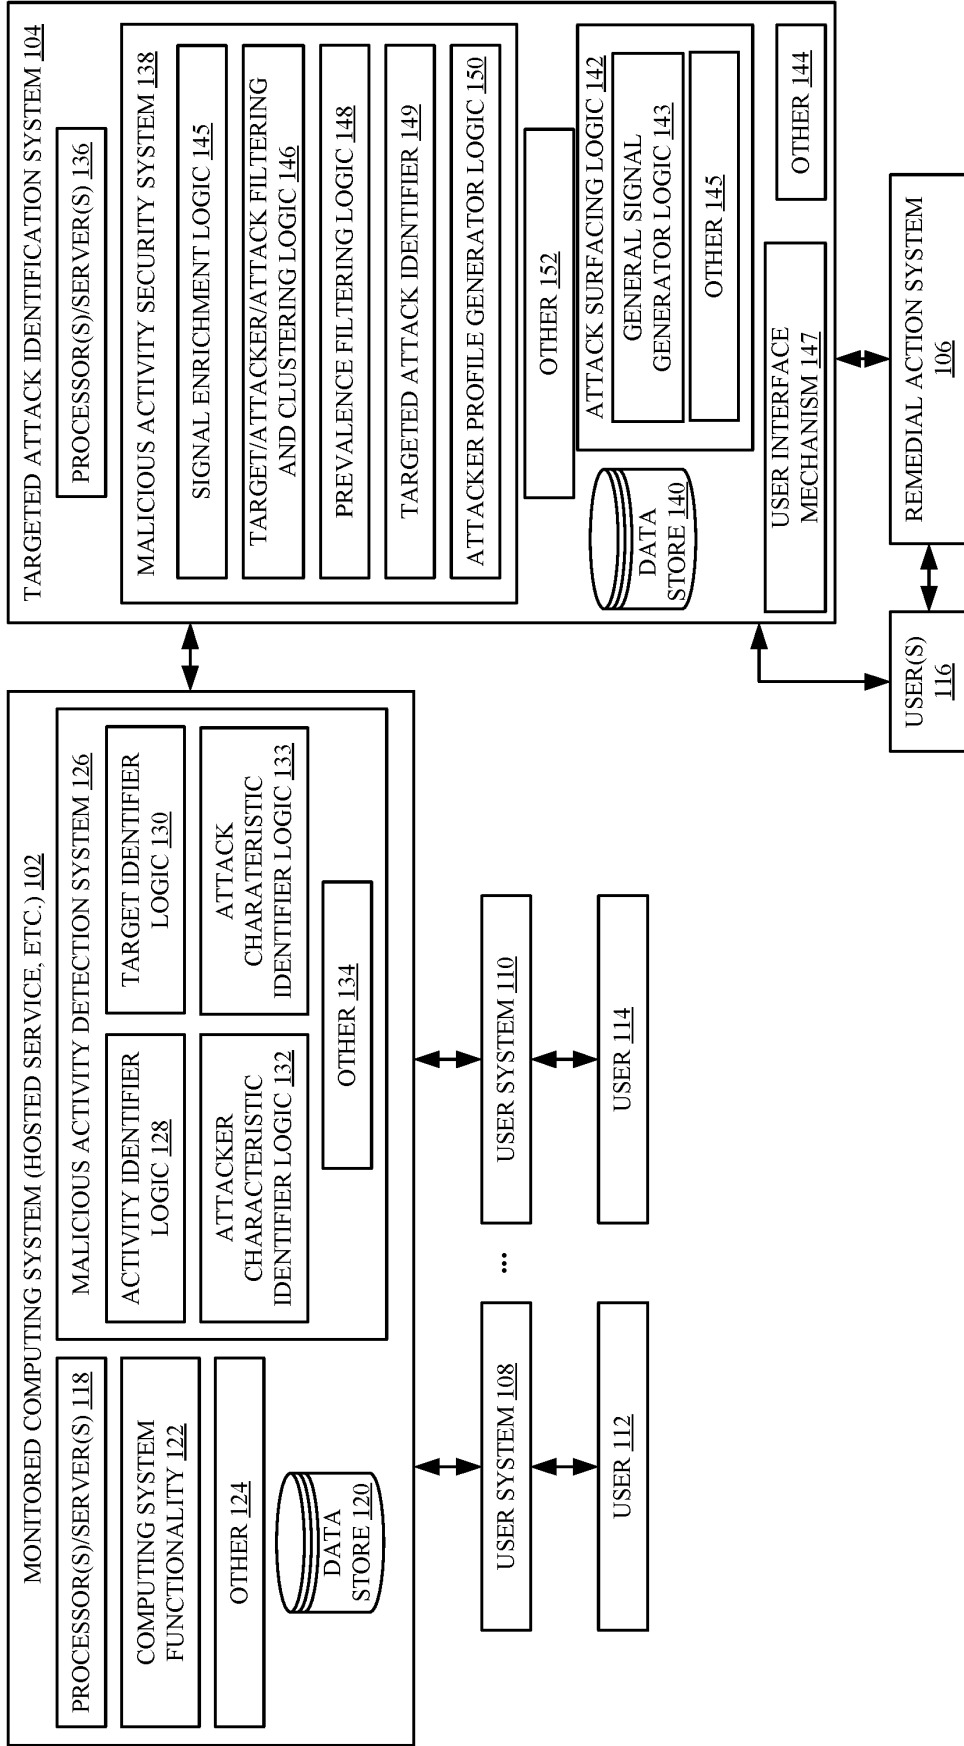 MONITORED COMPUTING SYSTEM (HOSTED SERVICE, ETC.) 102
PROCESSOR(S)/SERVER(S) 118
COMPUTING SYSTEM
FUNCTIONALITY 122
OTHER 124
DATA
STORE 120
MALICIOUS ACTIVITY DETECTION SYSTEM 126
ACTIVITY IDENTIFIER
LOGIC 128
TARGET IDENTIFIER
LOGIC 130
ATTACKER
CHARACTERISTIC
IDENTIFIER LOGIC 132
ATTACK
CHARATERISTIC
IDENTIFIER LOGIC 133
OTHER 134
USER SYSTEM 108
...
USER SYSTEM 110
USER 112
USER 114
TARGETED ATTACK IDENTIFICATION SYSTEM 104
PROCESSOR(S)/SERVER(S) 136
MALICIOUS ACTIVITY SECURITY SYSTEM 138
SIGNAL ENRICHMENT LOGIC 145
TARGET/ATTACKER/ATTACK FILTERING
AND CLUSTERING LOGIC 146
PREVALENCE FILTERING LOGIC 148
TARGETED ATTACK IDENTIFIER 149
ATTACKER PROFILE GENERATOR LOGIC 150
OTHER 152
DATA
STORE 140
ATTACK SURFACING LOGIC 142
GENERAL SIGNAL
GENERATOR LOGIC 143
OTHER 145
USER INTERFACE
MECHANISM 147
OTHER 144
USER(S)
116
REMEDIAL ACTION SYSTEM
106